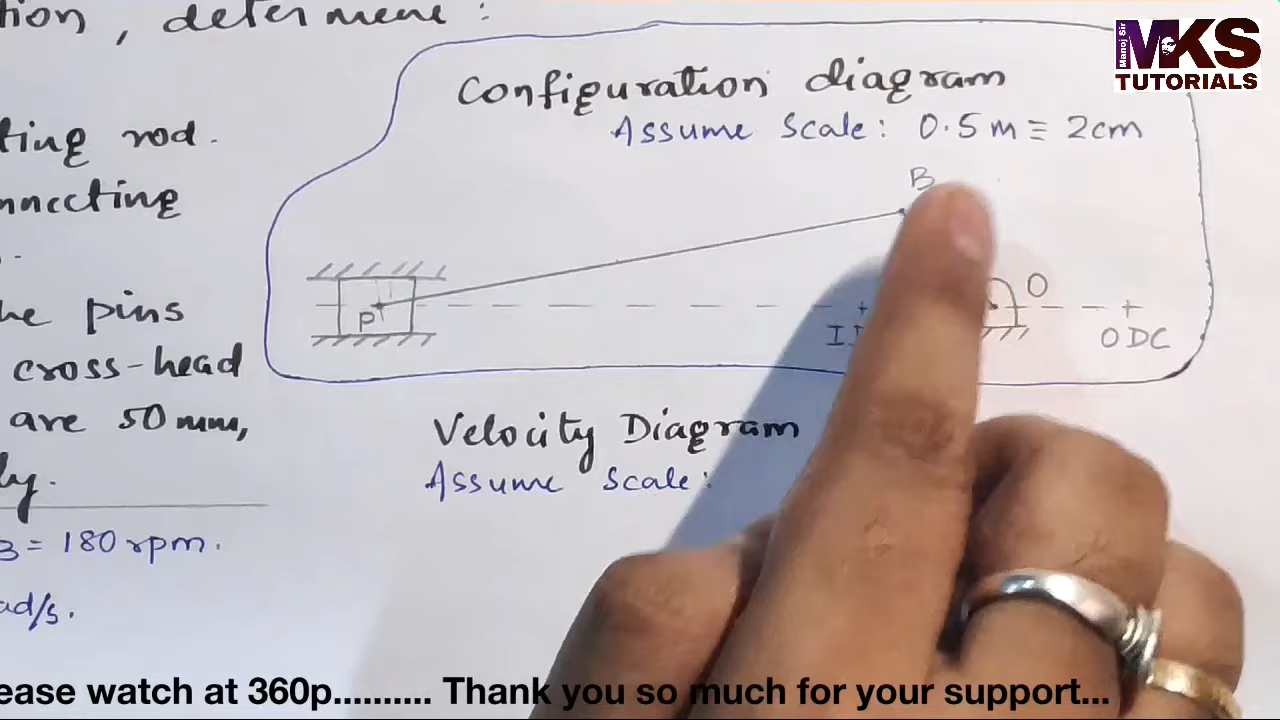 tion, determine:
Configuration diagram
Assume Scale: 0.5 m ≡ 2 cm
ting rod.
nnecting
B
he pins
P
O
ODC
cross-head
are 50 mm,
ly.
Velocity Diagram
Assume Scale:
B = 180 rpm.
ad/s.
Manoj Sir
MKS
TUTORIALS
ease watch at 360p.......... Thank you so much for your support...